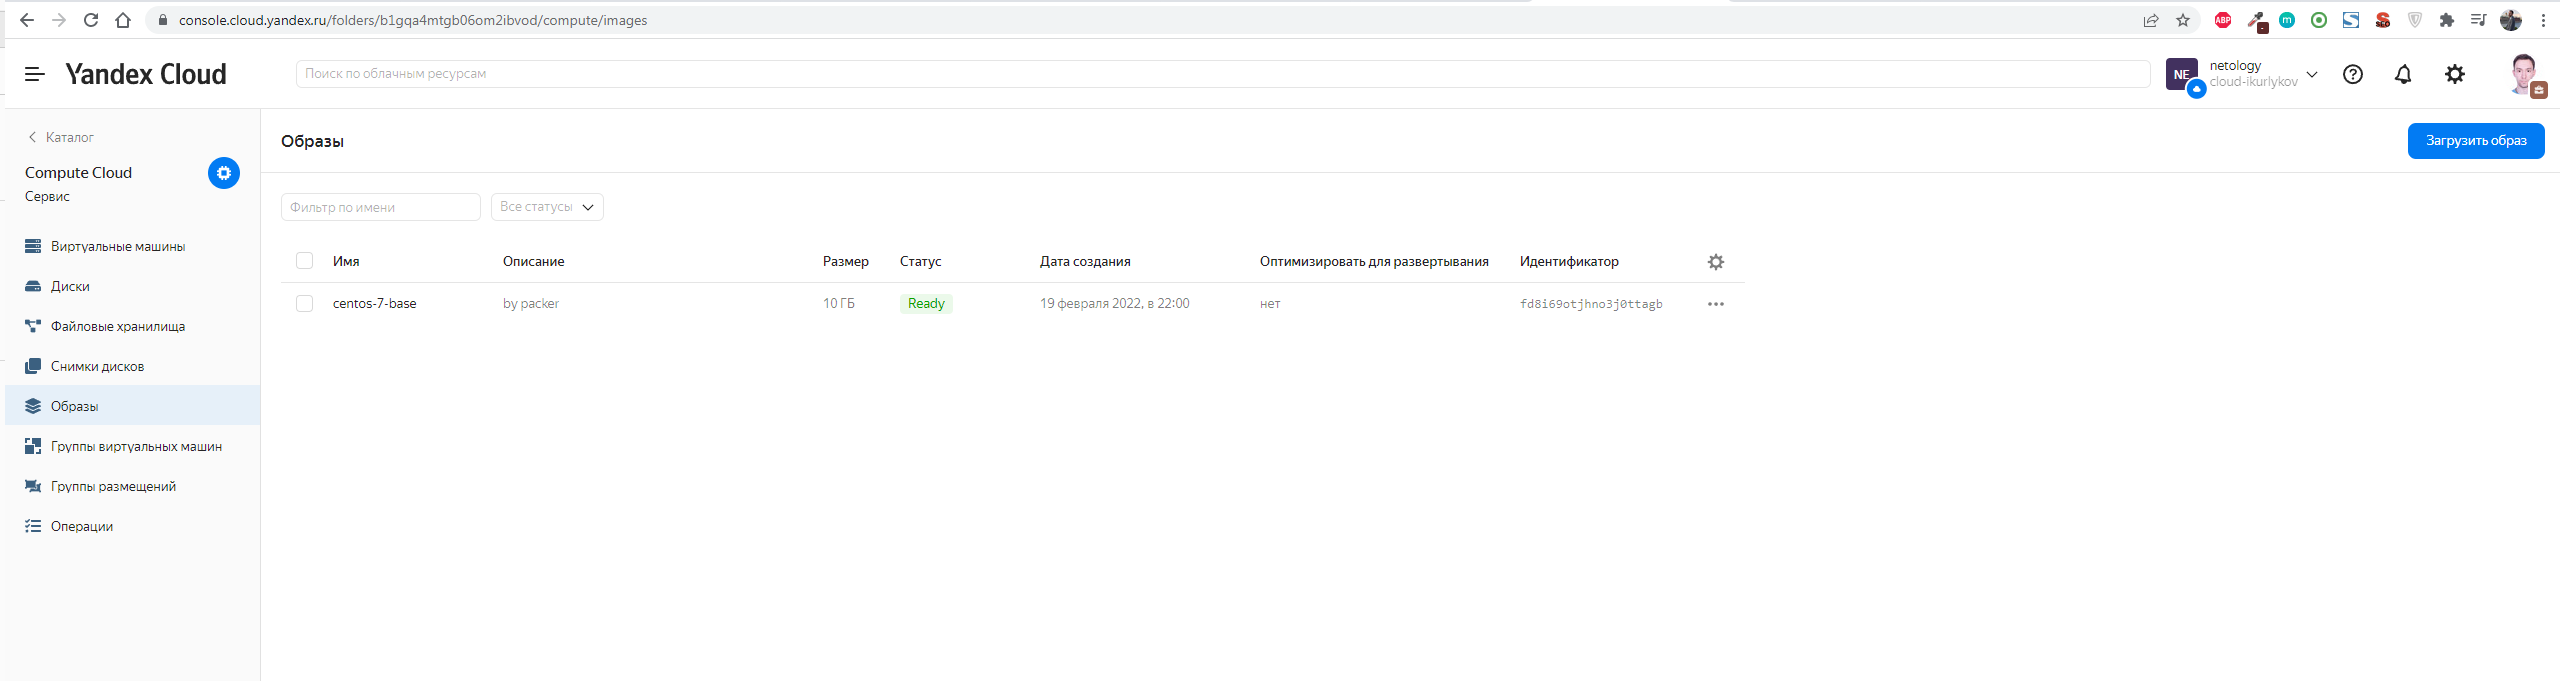 console.cloud.yandex.ru/folders/b1gqa4mtgb06om2ibvod/compute/images
ABP
m
SEO
Yandex Cloud
Поиск по облачным ресурсам
NE
netology
cloud-ikurlykov
Каталог
Compute Cloud
Сервис
Виртуальные машины
Диски
Файловые хранилища
Снимки дисков
Образы
Группы виртуальных машин
Группы размещений
Операции
Образы
Загрузить образ
Фильтр по имени
Все статусы
Имя Описание Размер Статус Дата создания Оптимизировать для развертывания Идентификатор
centos-7-base by packer 10 ГБ Ready 19 февраля 2022, в 22:00 нет fd8i69otjhno3j0ttagb